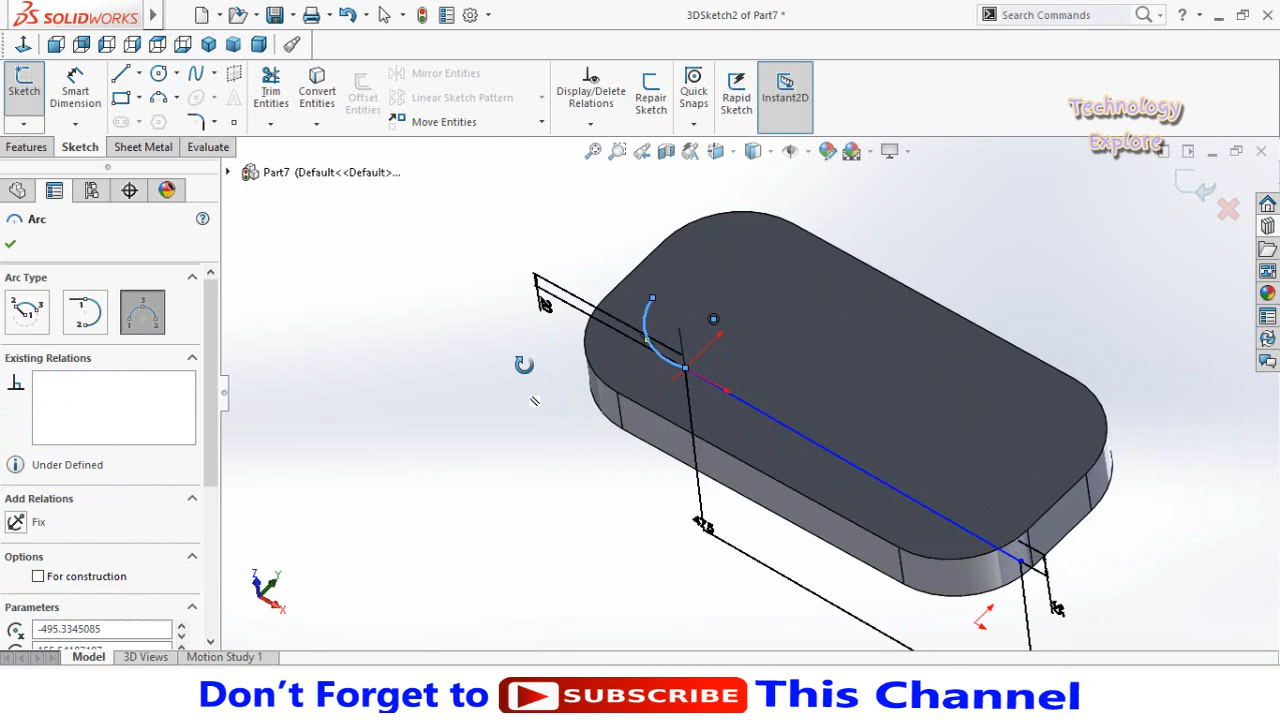 SOLIDWORKS
3DSketch2 of Part7 *
Search Commands
Sketch
Smart Dimension
Trim Entities
Convert Entities
Offset Entities
Mirror Entities
Linear Sketch Pattern
Move Entities
Display/Delete Relations
Repair Sketch
Quick Snaps
Rapid Sketch
Instant2D
Technology
Explore
Features
Sketch
Sheet Metal
Evaluate
Part7 (Default<<Default>...
Arc
Arc Type
Existing Relations
Under Defined
Add Relations
Fix
Options
For construction
Parameters
-495.3345085
Z
Y
X
Model
3D Views
Motion Study 1
Don't Forget to SUBSCRIBE This Channel